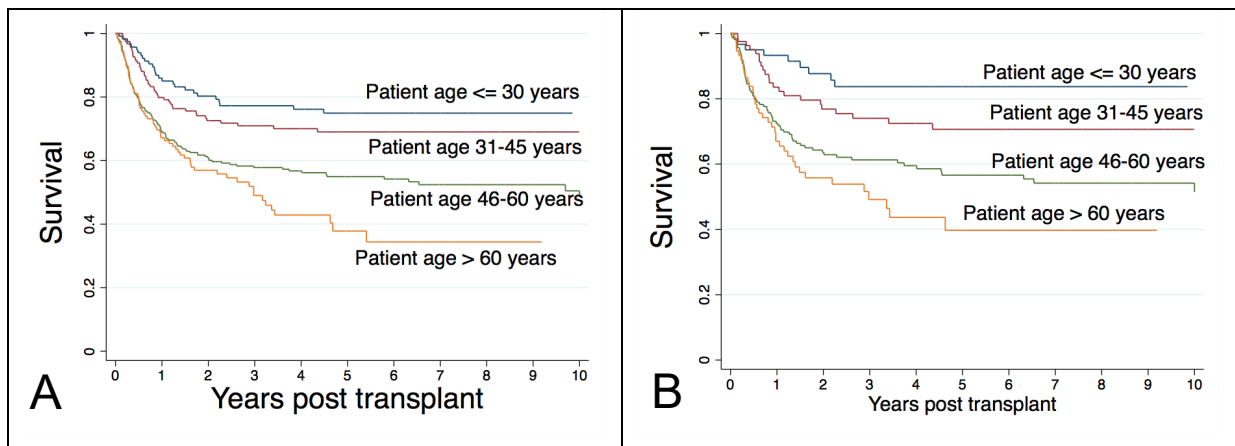 1
0.8
0.6
0.4
0.2
0
Survival
Patient age <= 30 years
Patient age 31-45 years
Patient age 46-60 years
Patient age > 60 years
0 1 2 3 4 5 6 7 8 9 10
Years post transplant
A
1
0.8
0.6
0.4
0.2
0
Survival
Patient age <= 30 years
Patient age 31-45 years
Patient age 46-60 years
Patient age > 60 years
0 1 2 3 4 5 6 7 8 9 10
Years post transplant
B